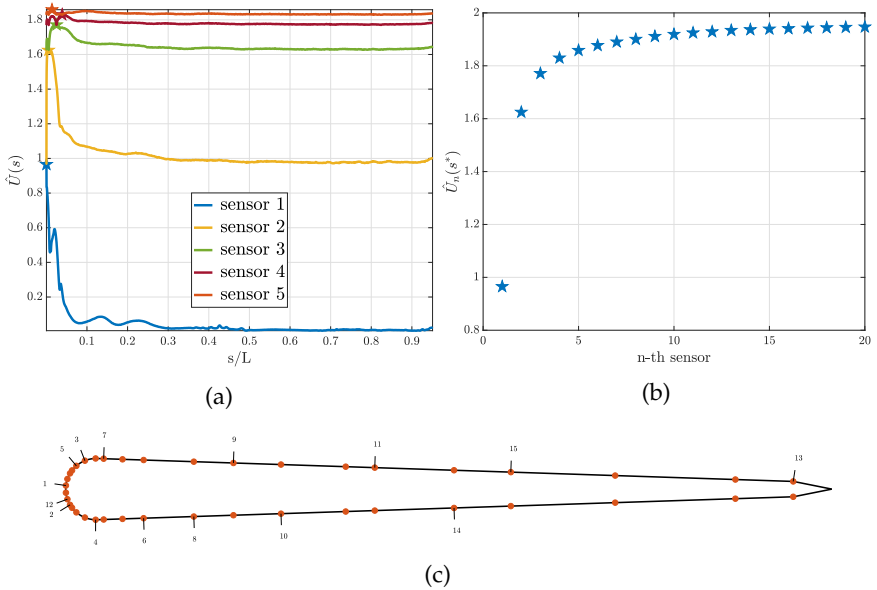 1.8
1.6
1.4
1.2
1
0.8
0.6
0.4
0.2
Û(s)
0.1 0.2 0.3 0.4 0.5 0.6 0.7 0.8 0.9
s/L
sensor 1
sensor 2
sensor 3
sensor 4
sensor 5
(a)
2
1.8
1.6
1.4
1.2
1
0.8
Û_n(s*)
0 5 10 15 20
n-th sensor
(b)
3 7 9 11 15 13
5
1
12
2
4 6 8 10 14
(c)